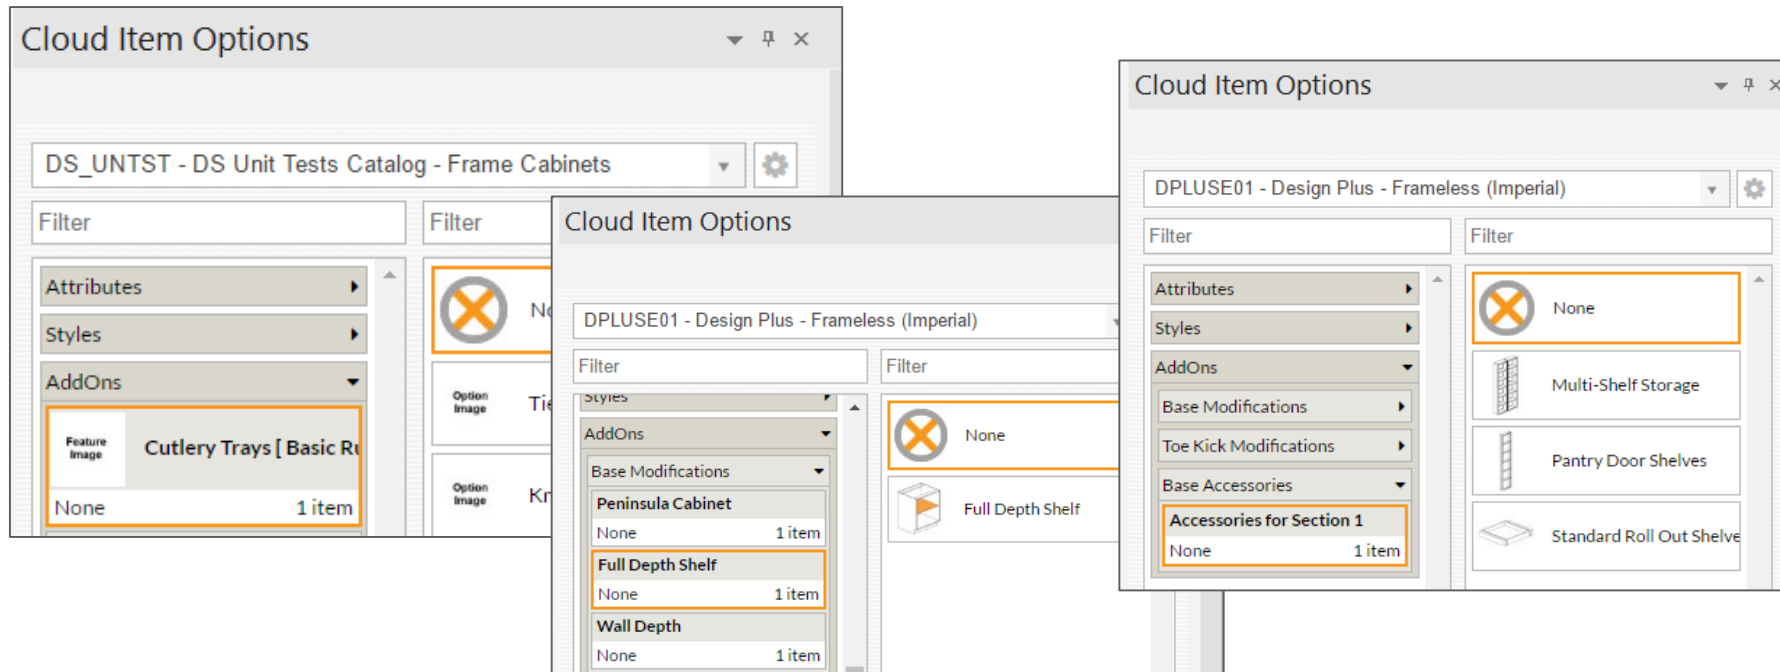 Cloud Item Options
DS_UNTST - DS Unit Tests Catalog - Frame Cabinets
Filter
Filter
Attributes
Styles
AddOns
Feature
Image
Cutlery Trays [ Basic
None
1 item
Option
Image
Option
Image
Cloud Item Options
DPLUSE01 - Design Plus - Frameless (Imperial)
Filter
Filter
Styles
AddOns
Base Modifications
Peninsula Cabinet
None
1 item
Full Depth Shelf
None
1 item
Wall Depth
None
1 item
None
Full Depth Shelf
Cloud Item Options
DPLUSE01 - Design Plus - Frameless (Imperial)
Filter
Filter
Attributes
Styles
AddOns
Base Modifications
Toe Kick Modifications
Base Accessories
Accessories for Section 1
None
1 item
None
Multi-Shelf Storage
Pantry Door Shelves
Standard Roll Out Shelve